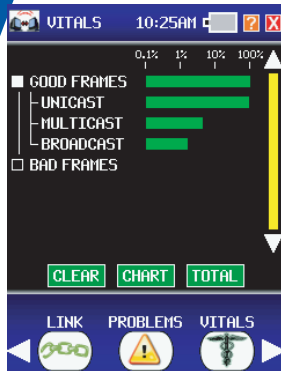 VITALS 10:25AM ? X
0.1% 1% 10% 100%
GOOD FRAMES
UNICAST
MULTICAST
BROADCAST
BAD FRAMES
CLEAR CHART TOTAL
LINK PROBLEMS VITALS